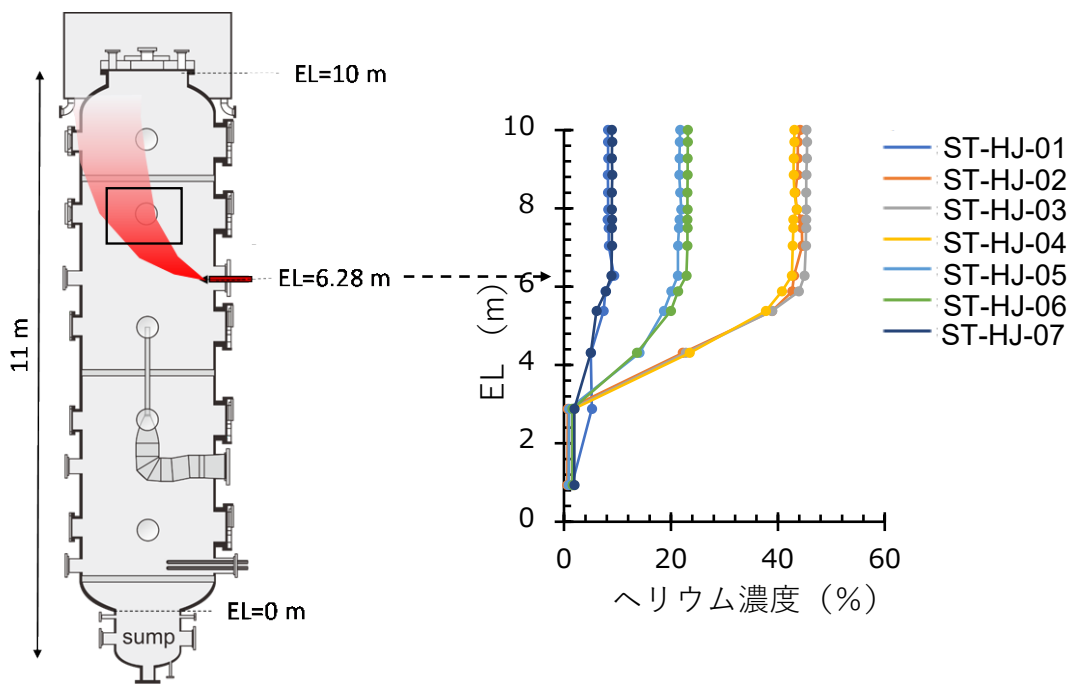 EL=10 m
EL=6.28 m
11 m
EL=0 m
sump
10
8
6
4
2
0
EL (m)
0
20
40
60
ヘリウム濃度（%）
ST-HJ-01
ST-HJ-02
ST-HJ-03
ST-HJ-04
ST-HJ-05
ST-HJ-06
ST-HJ-07